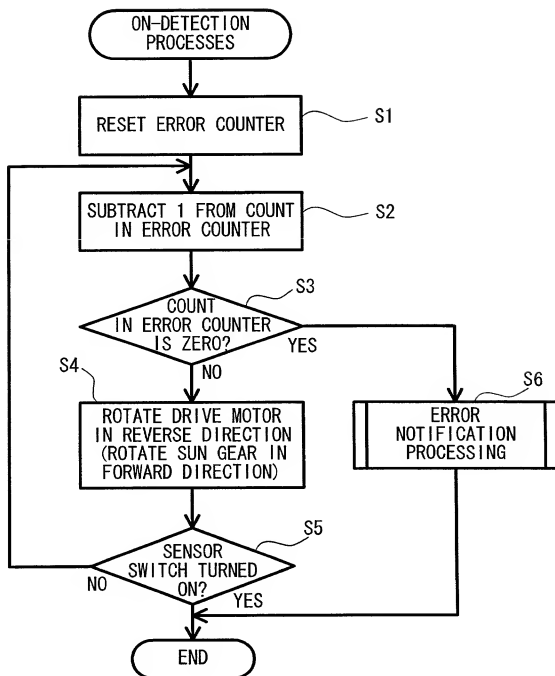 ON-DETECTION
PROCESSES
RESET ERROR COUNTER
S1
SUBTRACT 1 FROM COUNT
IN ERROR COUNTER
S2
S3
COUNT
IN ERROR COUNTER
IS ZERO?
YES
NO
S4
ROTATE DRIVE MOTOR
IN REVERSE DIRECTION
(ROTATE SUN GEAR IN
FORWARD DIRECTION)
S6
ERROR
NOTIFICATION
PROCESSING
S5
SENSOR
SWITCH TURNED
ON?
NO
YES
END